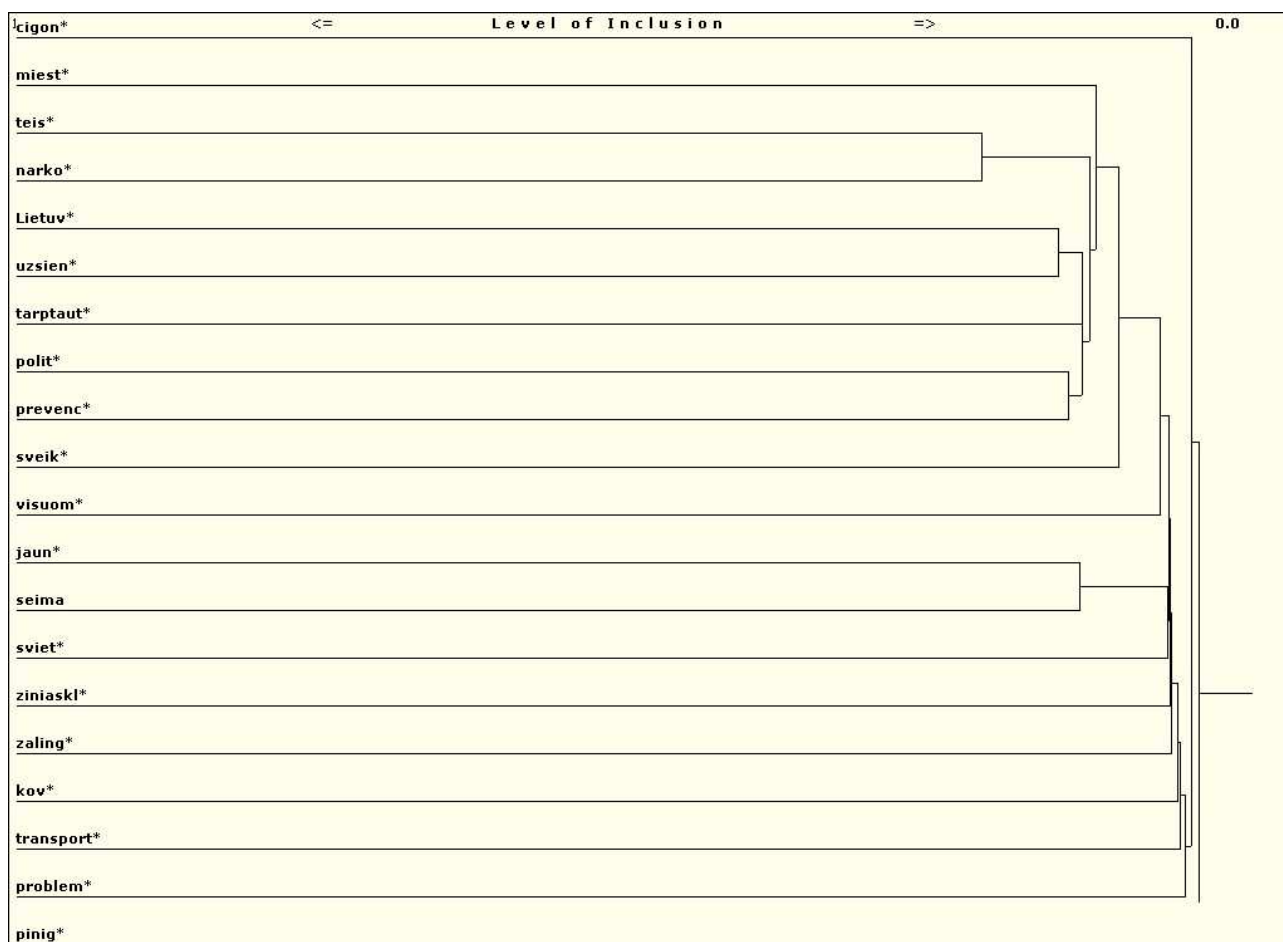 1 <= Level of Inclusion => 0.0
cigon*
miest*
teis*
narko*
Lietuv*
uzsien*
tarptaut*
polit*
prevenc*
sveik*
visuom*
jaun*
seima
sviet*
ziniaskl*
zaling*
kov*
transport*
problem*
pinig*